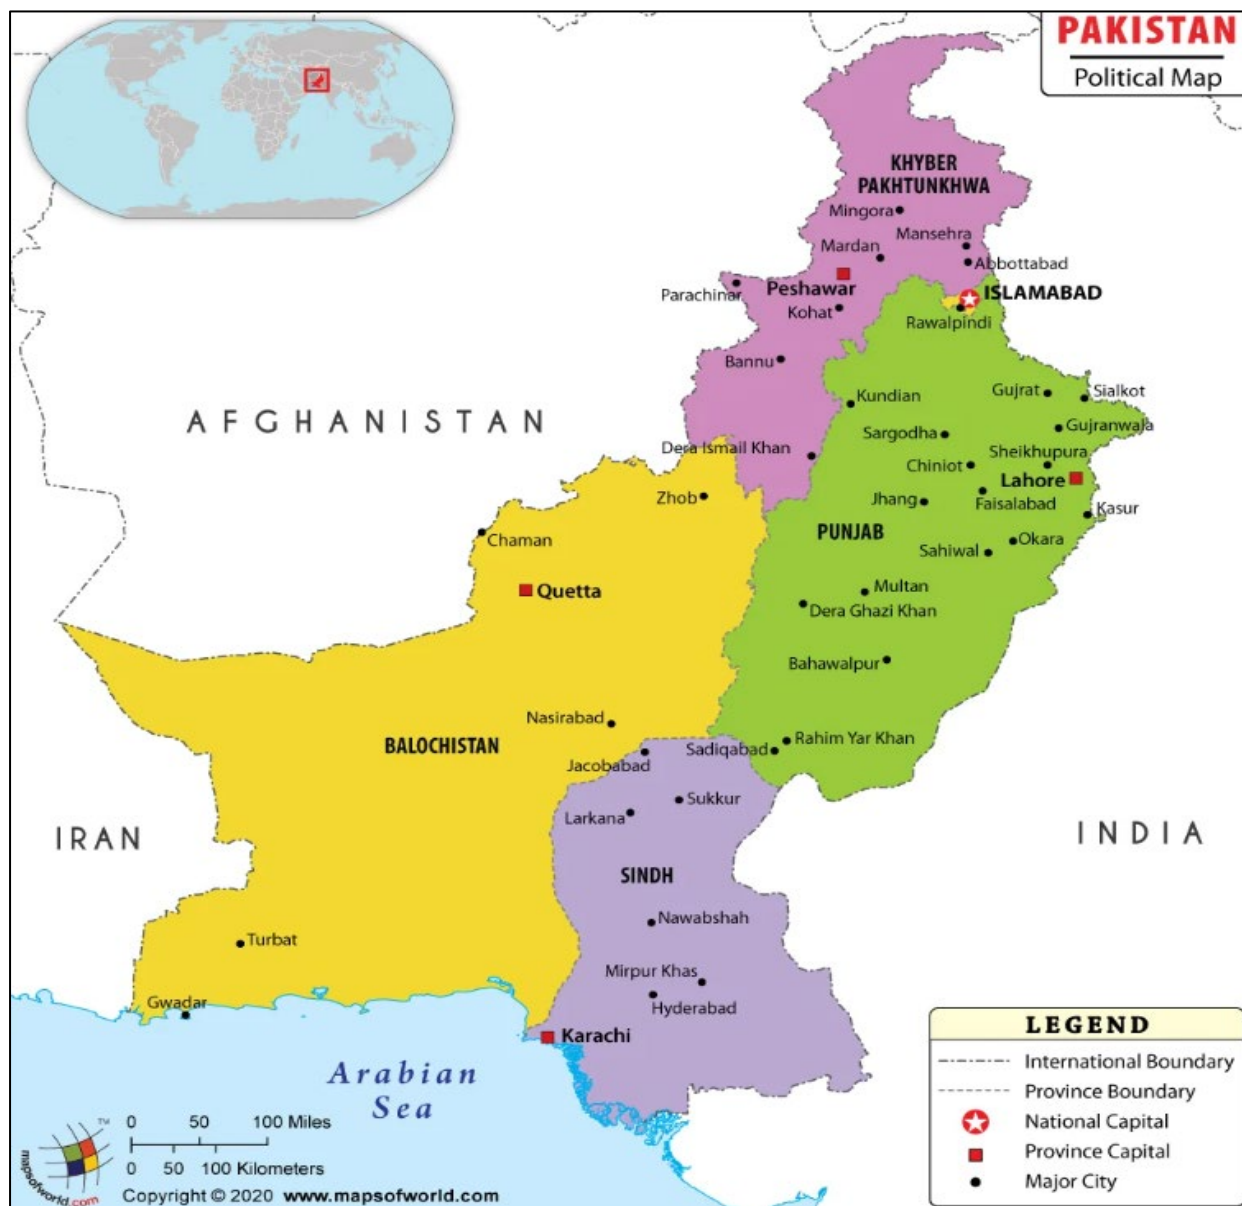 PAKISTAN
Political Map
KHYBER
PAKHTUNKHWA
Mingora
Mansehra
Mardan
Abbottabad
Parachinar
Peshawar
ISLAMABAD
Kohat
Rawalpindi
Bannu
Kundian
Gujrat
Sialkot
AFGHANISTAN
Sargodha
Gujranwala
Dera Ismail Khan
Sheikhupura
Chiniot
Lahore
Zhob
Jhang
Faisalabad
Kasur
Chaman
PUNJAB
Okara
Sahiwal
Quetta
Multan
Dera Ghazi Khan
Bahawalpur
Nasirabad
BALOCHISTAN
Rahim Yar Khan
Sadiqabad
Jacobabad
Sukkur
Larkana
IRAN
INDIA
SINDH
Nawabshah
Turbat
Mirpur Khas
Gwadar
Hyderabad
Karachi
Arabian
Sea
LEGEND
International Boundary
Province Boundary
National Capital
Province Capital
Major City
0 50 100 Miles
0 50 100 Kilometers
TM
mapsofworld.com
Copyright © 2020 www.mapsofworld.com